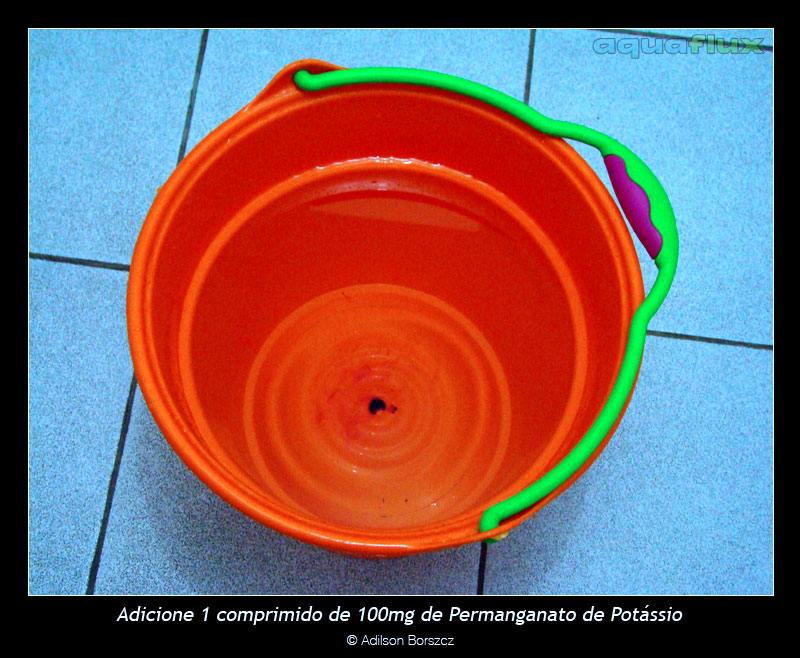 aquaflux
Adicione 1 comprimido de 100mg de Permanganato de Potássio
© Adilson Borszcz